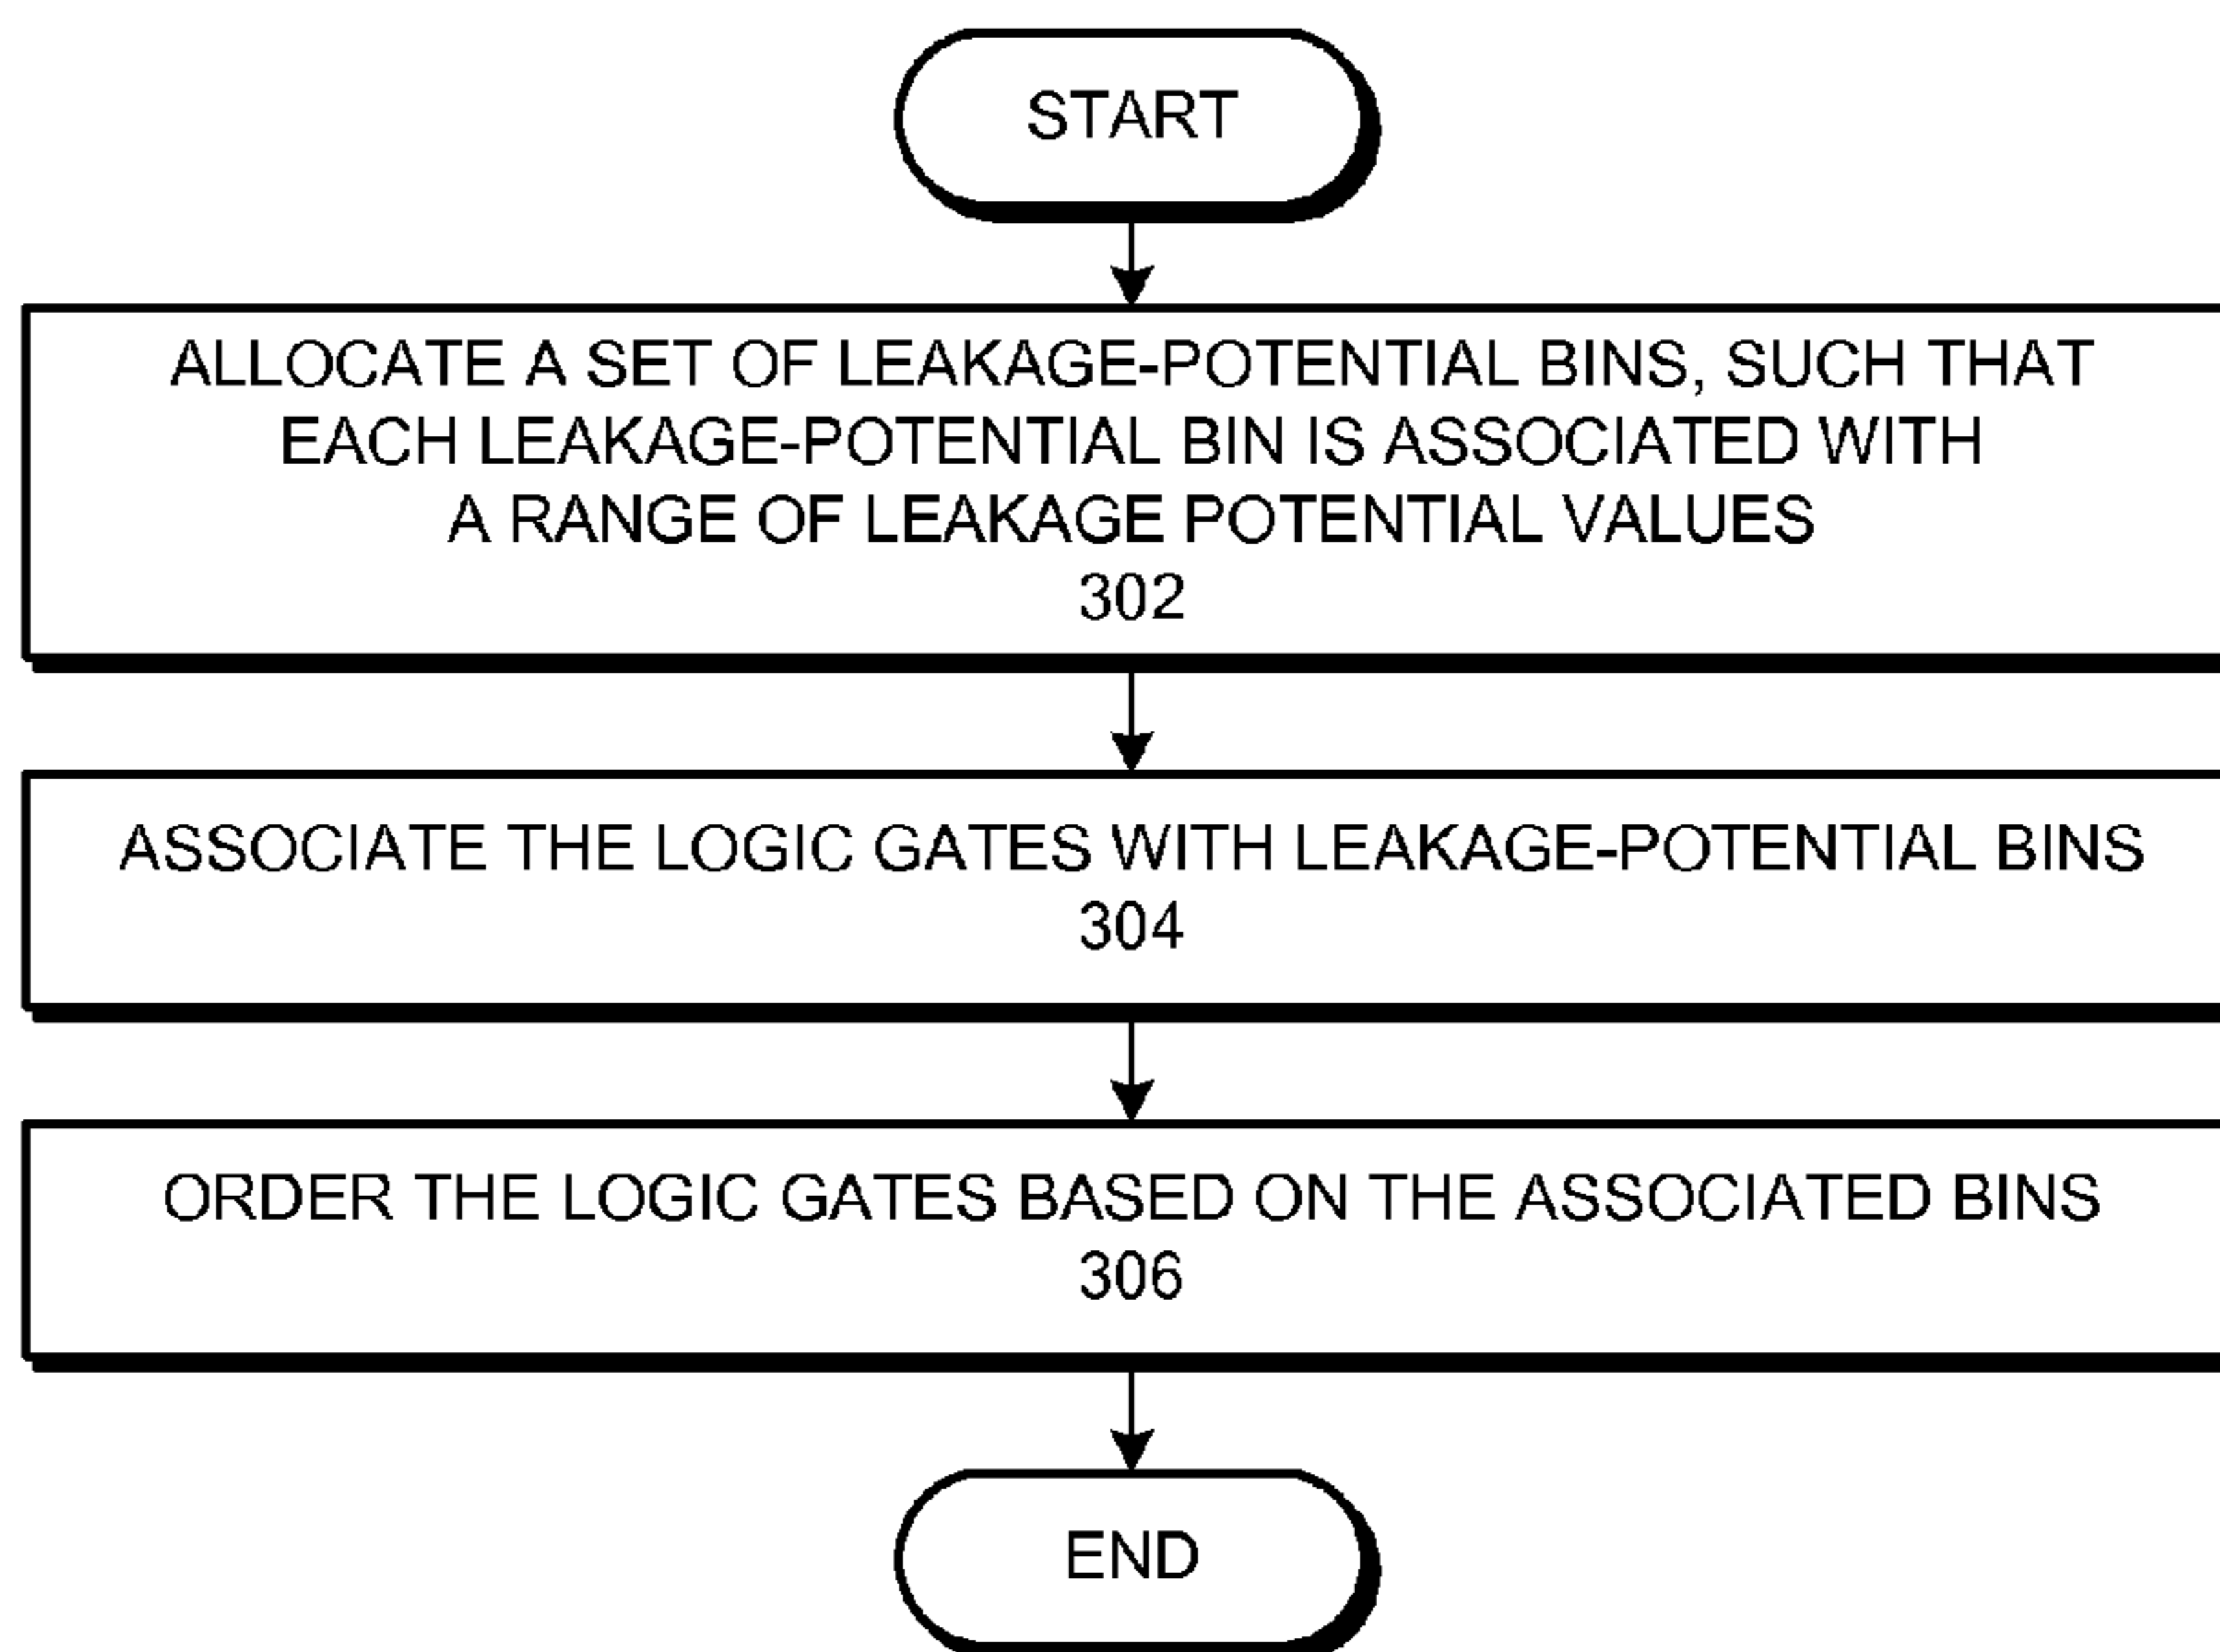 START
ALLOCATE A SET OF LEAKAGE-POTENTIAL BINS, SUCH THAT
EACH LEAKAGE-POTENTIAL BIN IS ASSOCIATED WITH
A RANGE OF LEAKAGE POTENTIAL VALUES
302
ASSOCIATE THE LOGIC GATES WITH LEAKAGE-POTENTIAL BINS
304
ORDER THE LOGIC GATES BASED ON THE ASSOCIATED BINS
306
END